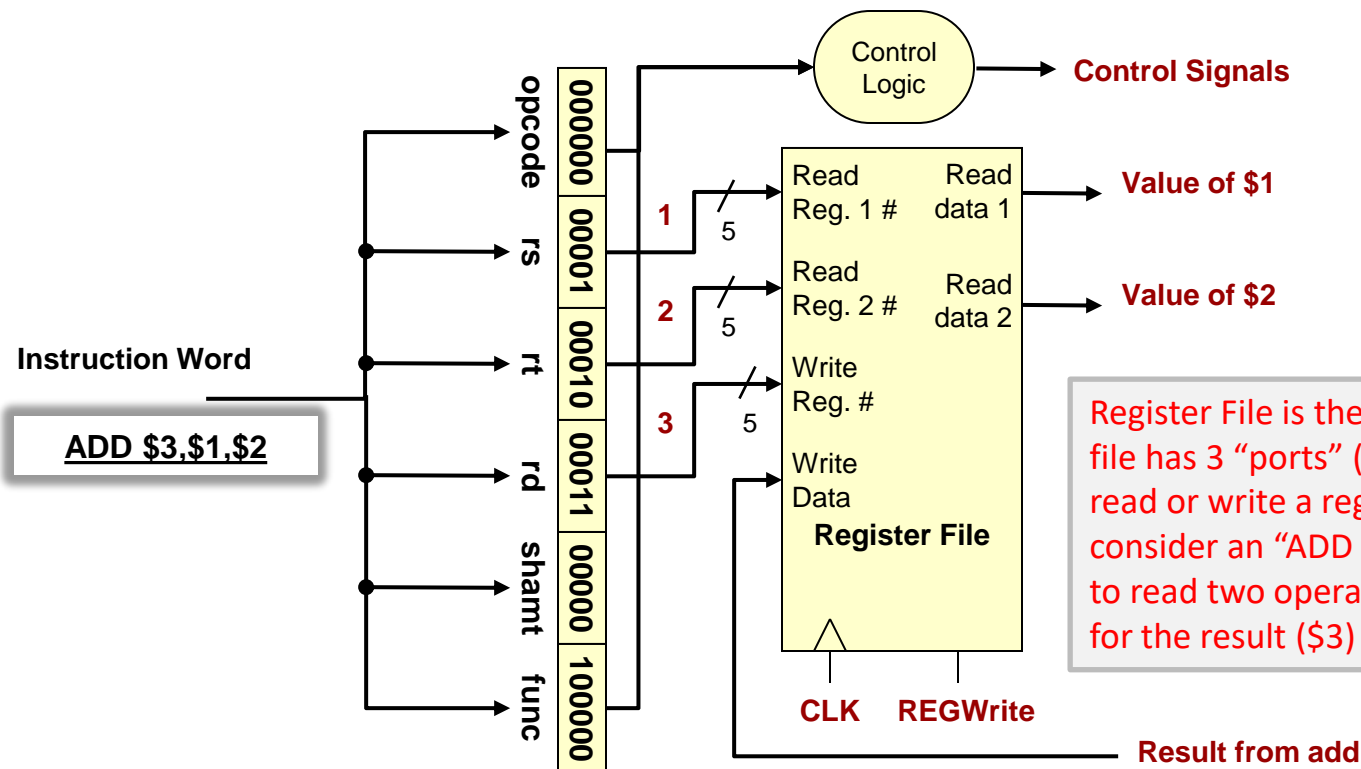 Control
Logic
Control Signals
opcode
000000
rs
00001
rt
00010
rd
00011
shamt
00000
func
100000
Instruction Word
ADD $3,$1,$2
1
5
2
5
3
5
Read
Reg. 1 #
Read
data 1
Value of $1
Read
Reg. 2 #
Read
data 2
Value of $2
Write
Reg. #
Write
Data
Register File
CLK
REGWrite
Register File is the
file has 3 “ports” (
read or write a reg
consider an “ADD
to read two opera
for the result ($3)
Result from add